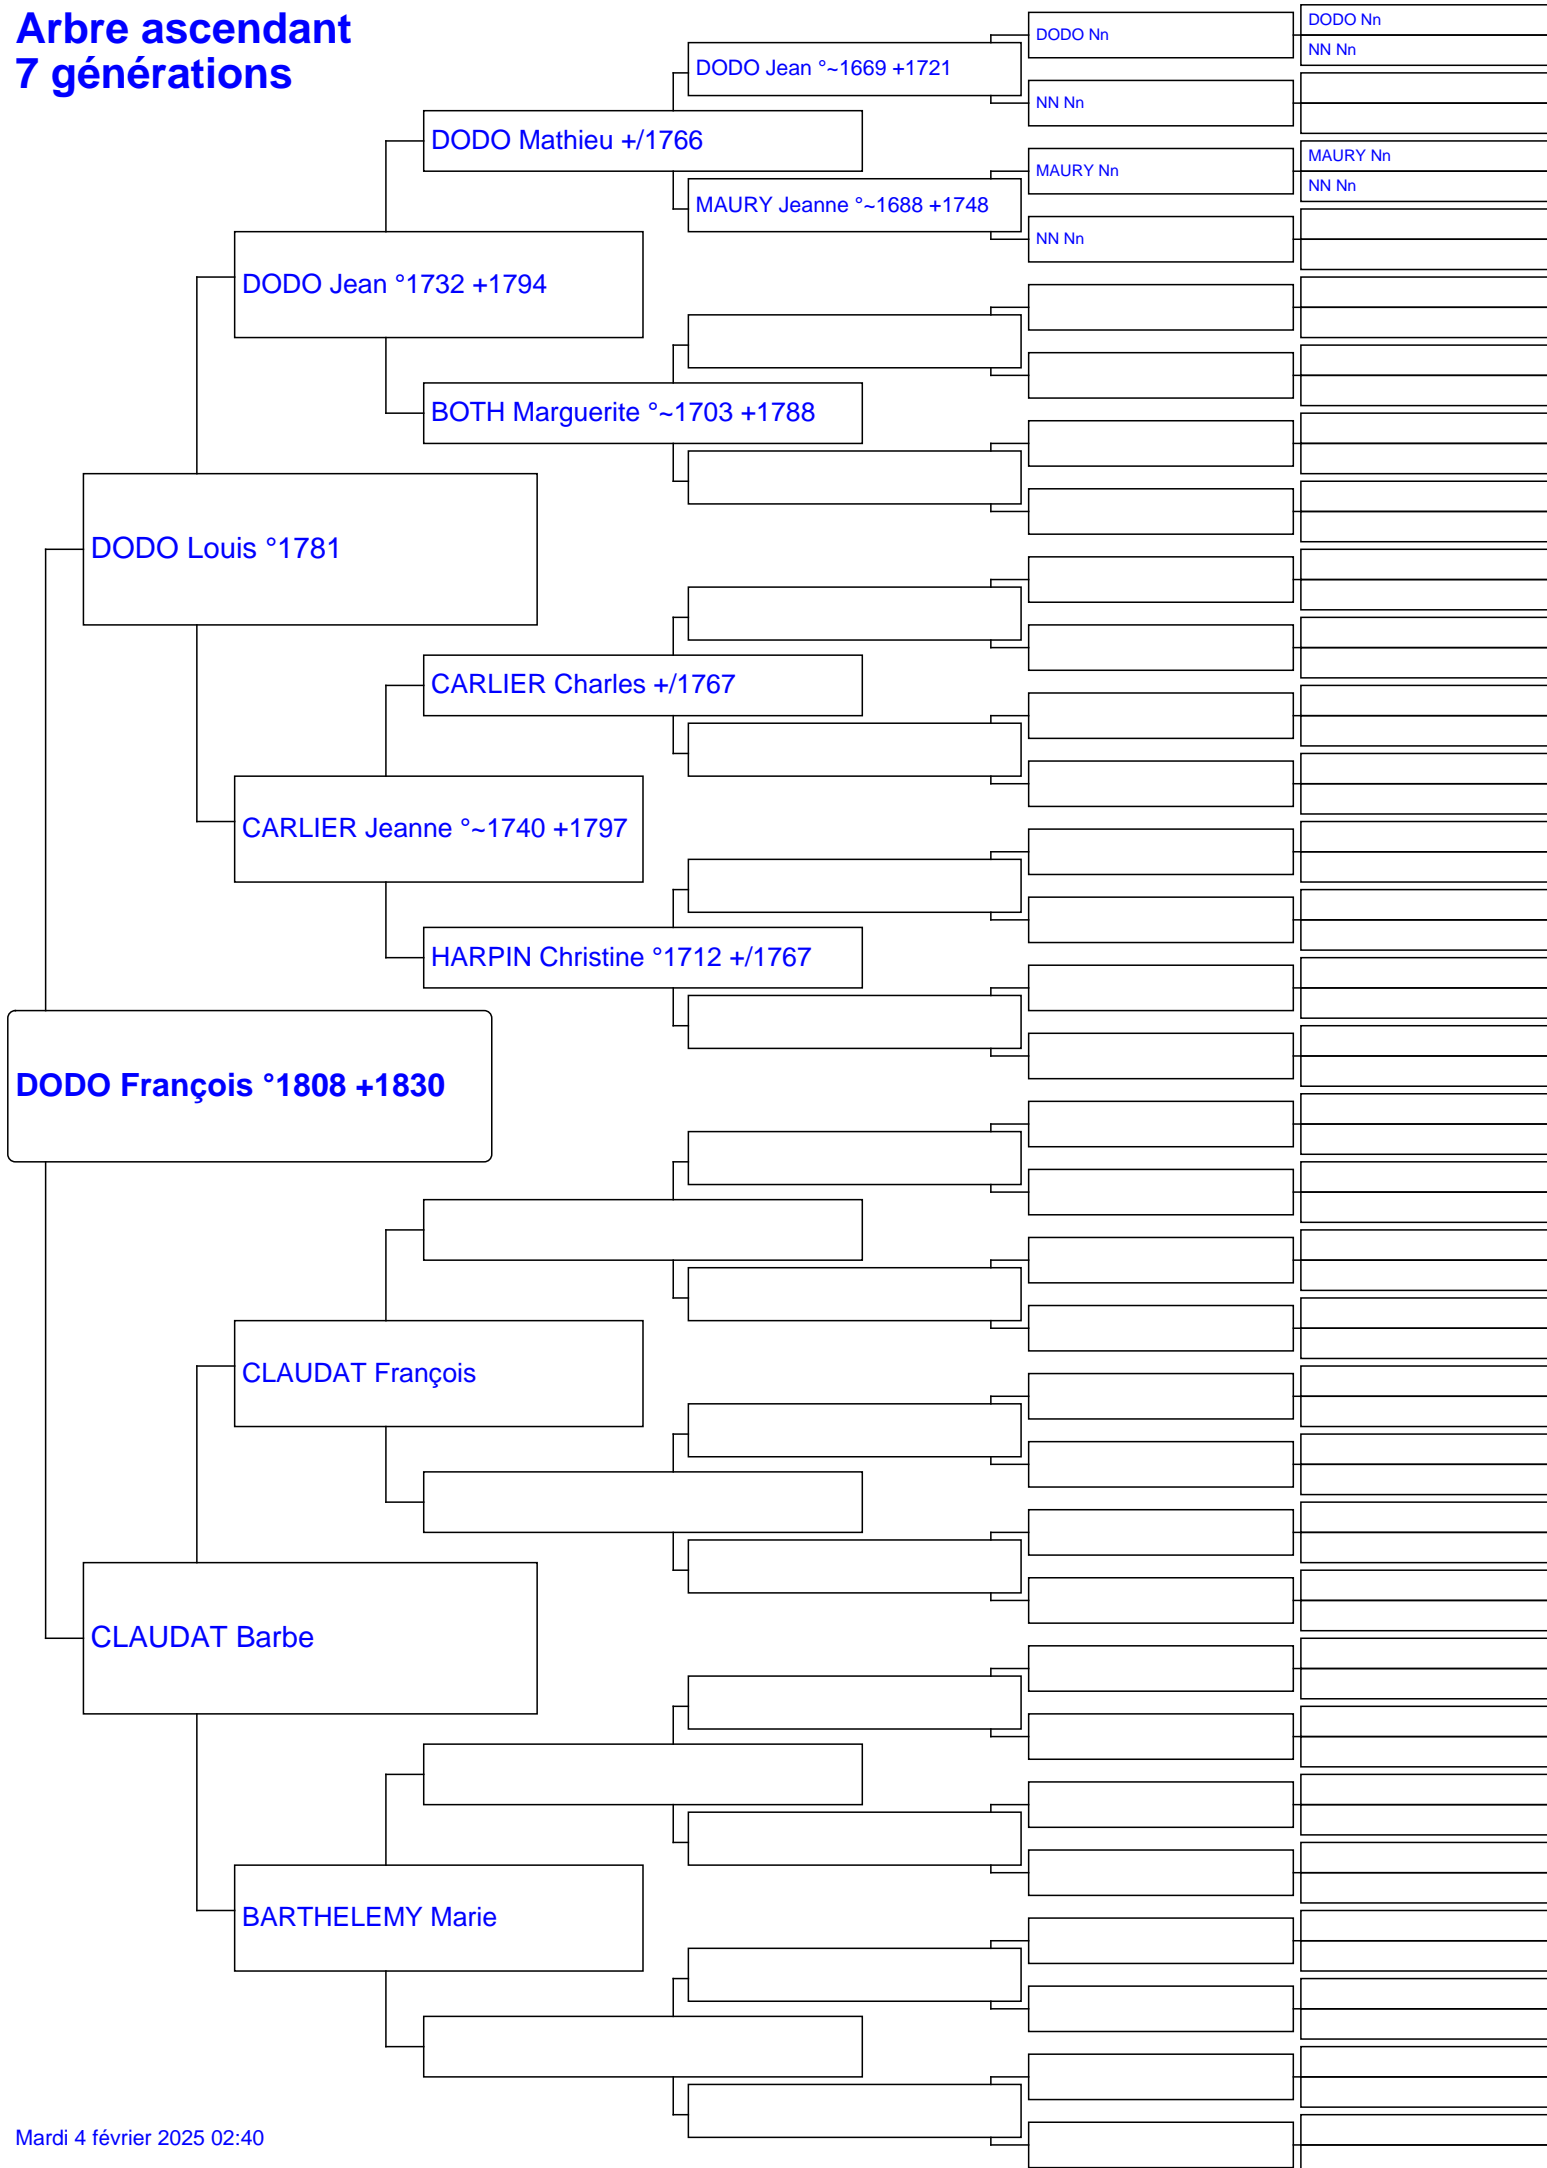 Arbre ascendant
7 générations
DODO Nn
NN Nn
DODO Nn
DODO Jean °~1669 +1721
NN Nn
DODO Mathieu +/1766
MAURY Nn
NN Nn
MAURY Nn
MAURY Jeanne °~1688 +1748
NN Nn
DODO Jean °1732 +1794
BOTH Marguerite °~1703 +1788
DODO Louis °1781
CARLIER Charles +/1767
CARLIER Jeanne °~1740 +1797
HARPIN Christine °1712 +/1767
DODO François °1808 +1830
CLAUDAT François
CLAUDAT Barbe
BARTHELEMY Marie
Mardi 4 février 2025 02:40